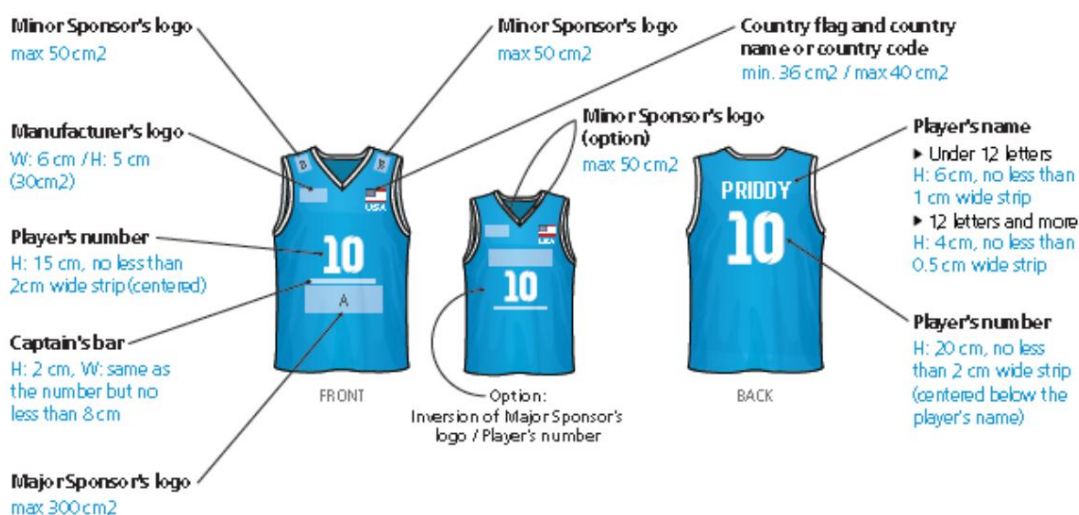 Minor Sponsor's logo
max 50 cm2
Minor Sponsor's logo
max 50 cm2
Country flag and country
name or country code
min. 36 cm2 / max 40 cm2
Manufacturer's logo
W: 6 cm / H: 5 cm
(30cm2)
Minor Sponsor's logo
(option)
max 50 cm2
Player's name
▸ Under 12 letters
H: 6 cm, no less than
1 cm wide strip
▸ 12 letters and more
H: 4 cm, no less than
0.5 cm wide strip
Player's number
H: 15 cm, no less than
2cm wide strip (centered)
USA
10
A
USA
10
PRIDDY
10
Captain's bar
H: 2 cm, W: same as
the number but no
less than 8 cm
Player's number
H: 20 cm, no less
than 2 cm wide strip
(centered below the
player's name)
FRONT
Option:
Inversion of Major Sponsor's
logo / Player's number
BACK
Major Sponsor's logo
max 300 cm2